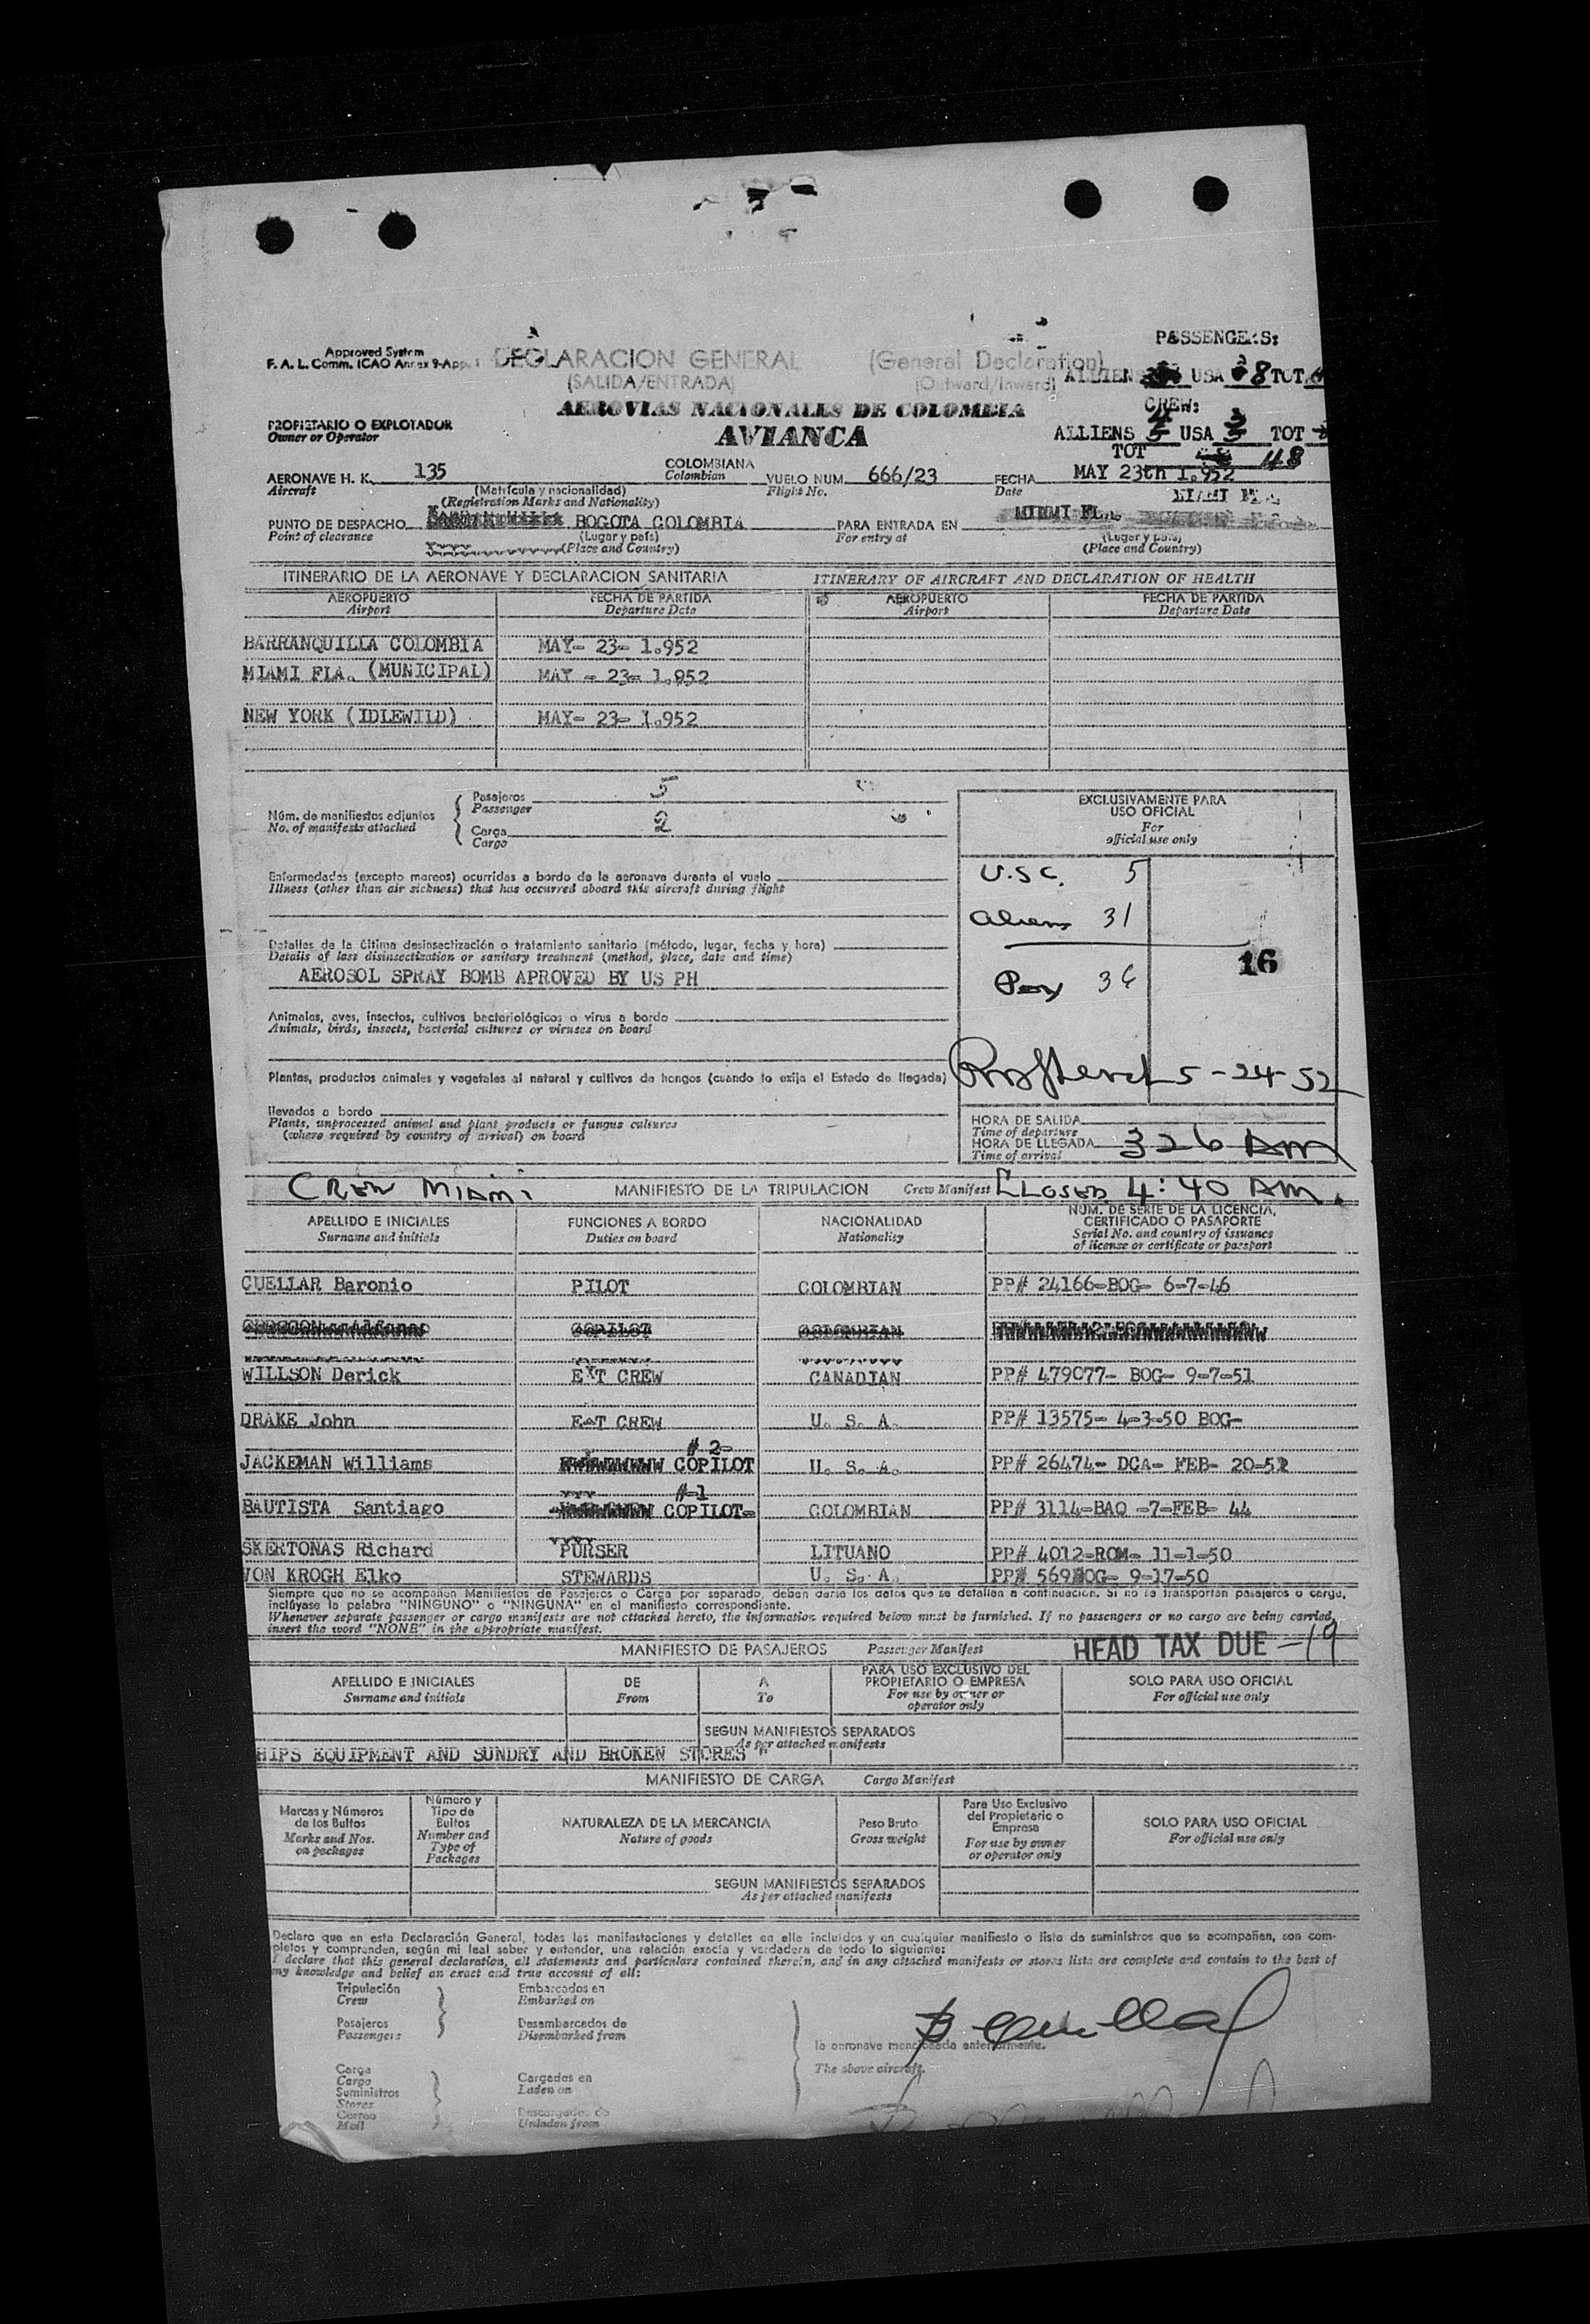 PASSENGERS:
Approved System
F. A. L. Comm. ICAO Annex 9-App. 1
DECLARACION GENERAL (General Declaration)
(SALIDA/ENTRADA) (Outward/Inward)
ALLIEN USA 8 TOT
AEROVIAS NACIONALES DE COLOMBIA
CREW:
PROPIETARIO O EXPLOTADOR
Owner or Operator
AVIANCA
ALLIENS USA TOT
TOT 48
AERONAVE H. K. 135 COLOMBIANA VUELO NUM. 666/23 FECHA MAY 23th 1.952
Aircraft (Matrícula y nacionalidad) Colombian Flight No. Date
(Registration Marks and Nationality)
MIAMI FLA
PUNTO DE DESPACHO BOGOTA COLOMBIA PARA ENTRADA EN MIAMI FLA
Point of clearance (Lugar y país) For entry at (Lugar y país)
(Place and Country) (Place and Country)
ITINERARIO DE LA AERONAVE Y DECLARACION SANITARIA ITINERARY OF AIRCRAFT AND DECLARATION OF HEALTH
AEROPUERTO FECHA DE PARTIDA AEROPUERTO FECHA DE PARTIDA
Airport Departure Date Airport Departure Date
BARRANQUILLA COLOMBIA MAY- 23- 1.952
MIAMI FLA. (MUNICIPAL) MAY - 23- 1.952
NEW YORK (IDLEWILD) MAY- 23- 1.952
Núm. de manifiestos adjuntos
No. of manifests attached
Pasajeros 5
Passenger
Carga 2
Cargo
EXCLUSIVAMENTE PARA
USO OFICIAL
For
official use only
Enfermedades (excepto mareos) ocurridas a bordo de la aeronave durante el vuelo
Illness (other than air sickness) that has occurred aboard this aircraft during flight
U.S.C. 5
Aliens 31
Detalles de la última desinsectización o tratamiento sanitario (método, lugar, fecha y hora)
Details of lass disinsectization or sanitary treatment (method, place, date and time)
AEROSOL SPRAY BOMB APROVED BY US PH
16
36
Animales, aves, insectos, cultivos bacteriológicos o virus a bordo
Animals, birds, insects, bacterial cultures or viruses on board
Plantas, productos animales y vegetales al natural y cultivos de hongos (cuando lo exija el Estado de llegada)
5-24-52
llevados a bordo
Plants, unprocessed animal and plant products or fungus cultures
(where required by country of arrival) on board
HORA DE SALIDA
Time of departure
HORA DE LLEGADA 326 AM
Time of arrival
CREW MIAMI MANIFIESTO DE LA TRIPULACION Crew Manifest CLOSED 4:40 AM.
APELLIDO E INICIALES FUNCIONES A BORDO NACIONALIDAD NUM. DE SERIE DE LA LICENCIA,
CERTIFICADO O PASAPORTE
Surname and initials Duties on board Nationality Serial No. and country of issuance
of license or certificate or passport
CUELLAR Baronio PILOT COLOMBIAN PP# 24166-BOG- 6-7-46
COPILOT COLOMBIAN
WILLSON Derick EXT CREW CANADIAN PP# 479077- BOG- 9-7-51
DRAKE John EXT CREW U. S. A. PP# 13575- 4-3-50 BOG-
# 2-
JACKEMAN Williams COPILOT U. S. A. PP# 26474- DCA- FEB- 20-52
#-1
BAUTISTA Santiago COPILOT- COLOMBIAN PP# 3114-BAQ -7-FEB- 44
SKERTONAS Richard PURSER LITUANO PP# 4012-ROM- 11-1-50
VON KROGH Elko STEWARDS U. S. A. PP# 569BOG- 9-17-50
Siempre que no se acompañen Manifiestos de Pasajeros o Carga por separado, deben darse los datos que se detallan a continuación. Si no se transportan pasajeros o carga,
inclúyase la palabra "NINGUNO" o "NINGUNA" en el manifiesto correspondiente.
Whenever separate passenger or cargo manifests are not attached hereto, the information required below must be furnished. If no passengers or no cargo are being carried,
insert the word "NONE" in the appropriate manifest.
MANIFIESTO DE PASAJEROS Passenger Manifest HEAD TAX DUE -19
APELLIDO E INICIALES DE A PARA USO EXCLUSIVO DEL
PROPIETARIO O EMPRESA SOLO PARA USO OFICIAL
Surname and initials From To For use by owner or
operator only For official use only
SEGUN MANIFIESTOS SEPARADOS
As per attached manifests
HIPS EQUIPMENT AND SUNDRY AND BROKEN STORES "
MANIFIESTO DE CARGA Cargo Manifest
Marcas y Números
de los Bultos
Marks and Nos.
on packages
Número y
Tipo de
Bultos
Number and
Type of
Packages
NATURALEZA DE LA MERCANCIA
Nature of goods
Peso Bruto
Gross weight
Para Uso Exclusivo
del Propietario o
Empresa
For use by owner
or operator only
SOLO PARA USO OFICIAL
For official use only
SEGUN MANIFIESTOS SEPARADOS
As per attached manifests
Declaro que en esta Declaración General, todas las manifestaciones y detalles en ella incluidos y en cualquier manifiesto o lista de suministros que se acompañan, son com-
pletos y comprenden, según mi leal saber y entender, una relación exacta y verdadera de todo lo siguiente:
I declare that this general declaration, all statements and particulars contained therein, and in any attached manifests or stores lists are complete and contain to the best of
my knowledge and belief an exact and true account of all:
Tripulación
Crew
Pasajeros
Passengers
Embarcados en
Embarked on
Desembarcados de
Disembarked from
la aeronave mencionada anteriormente.
The above aircraft.
Carga
Cargo
Suministros
Stores
Correo
Mail
Cargados en
Laden on
Descargados de
Unladen from